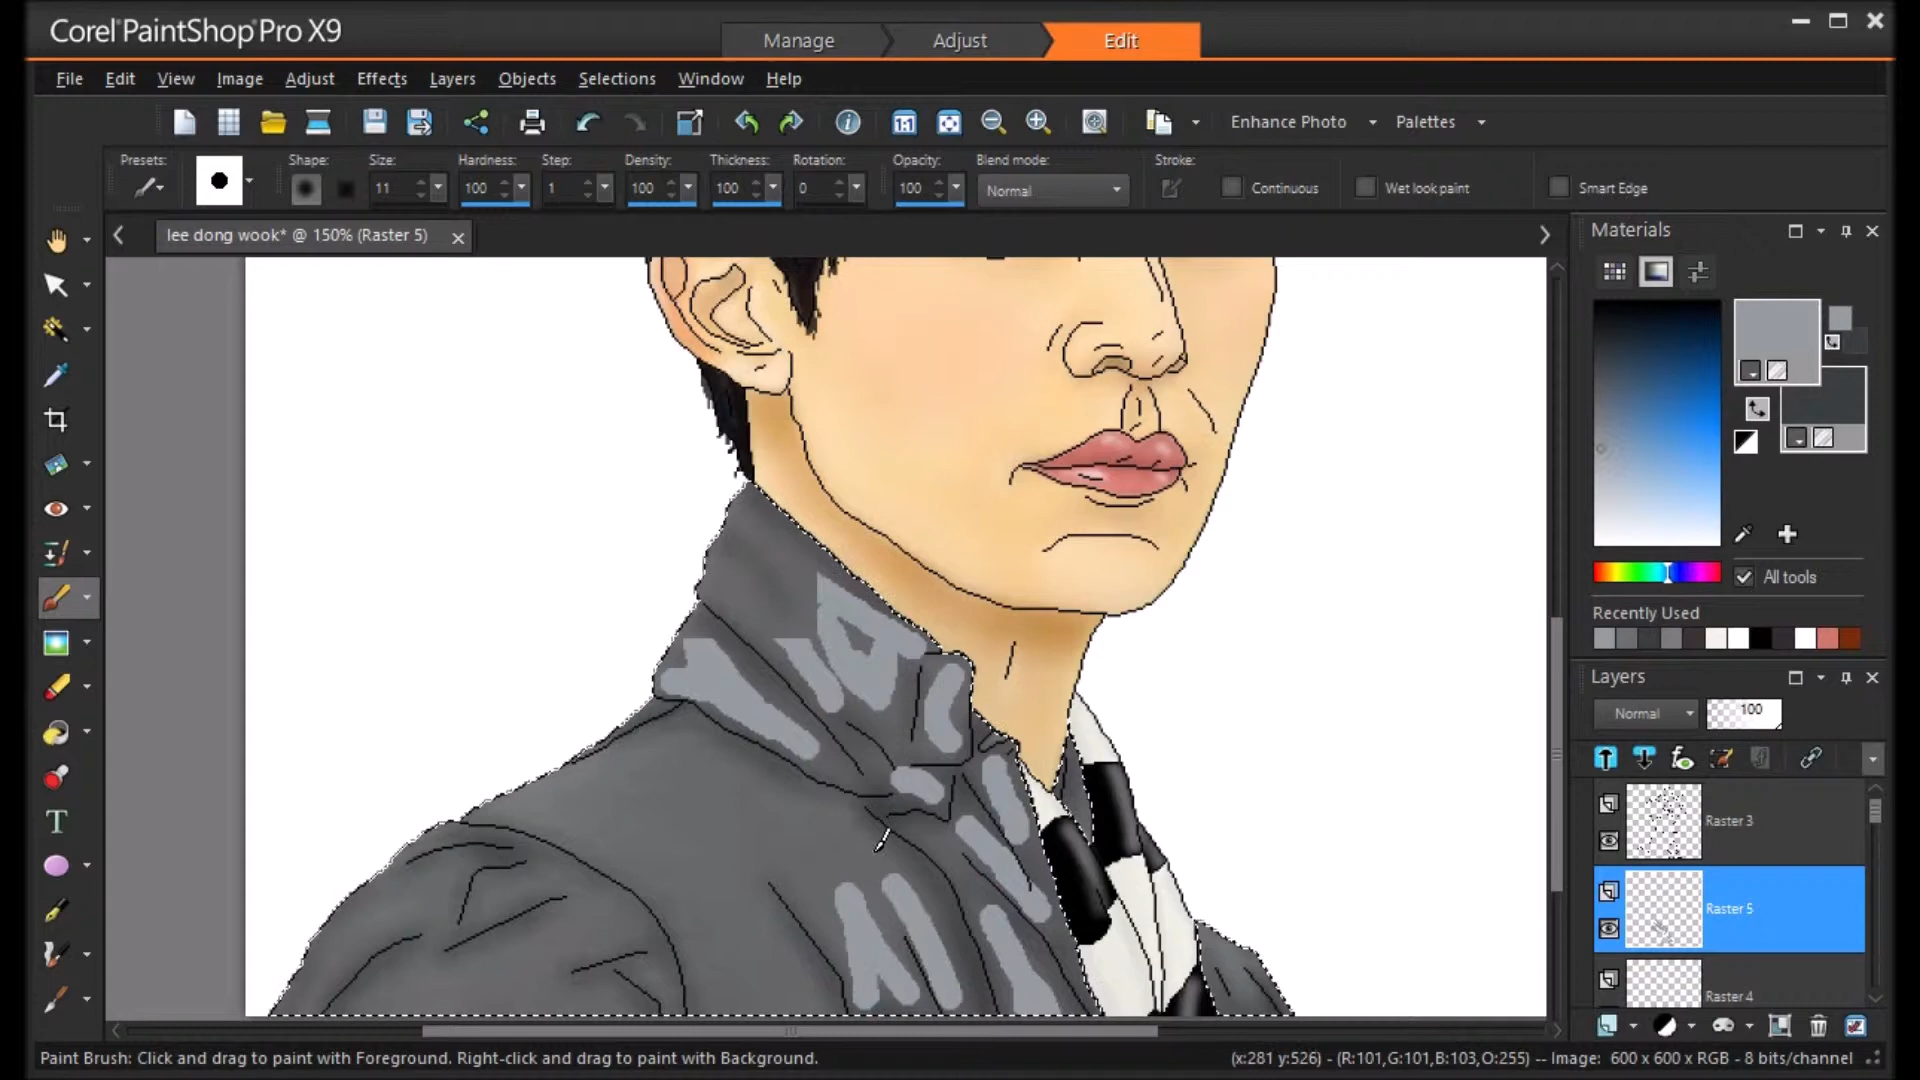 Corel PaintShop Pro X9
Manage Adjust Edit
File Edit View Image Adjust Effects Layers Objects Selections Window Help
1:1 Enhance Photo Palettes
Presets: Shape: Size: Hardness: Step: Density: Thickness: Rotation: Opacity: Blend mode: Stroke:
11 100 1 100 100 0 100 Normal Continuous Wet look paint Smart Edge
lee dong wook* @ 150% (Raster 5)
Materials
All tools
Recently Used
Layers
Normal 100
Raster 3
Raster 5
Raster 4
Paint Brush: Click and drag to paint with Foreground. Right-click and drag to paint with Background. (x:281 y:526) - (R:101,G:101,B:103,O:255) -- Image: 600 x 600 x RGB - 8 bits/channel